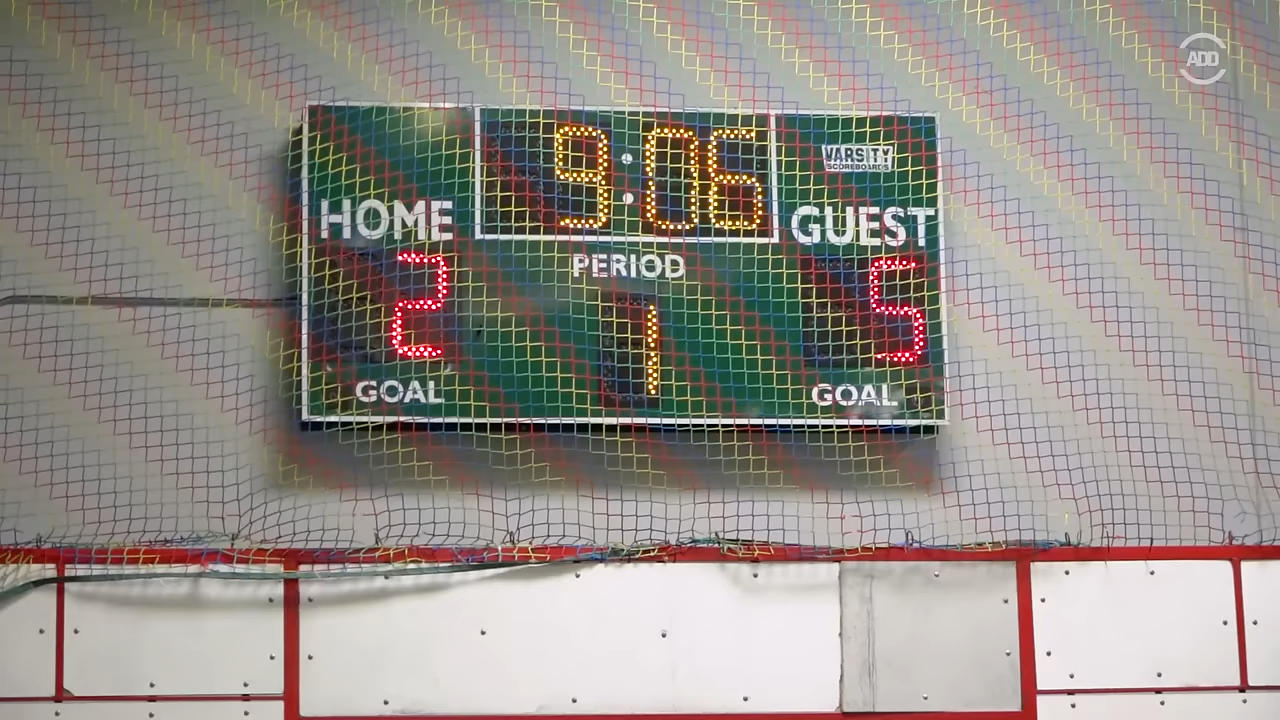 ADD
9:06
VARSITY
SCOREBOARDS
HOME
GUEST
PERIOD
2
1
5
GOAL
GOAL